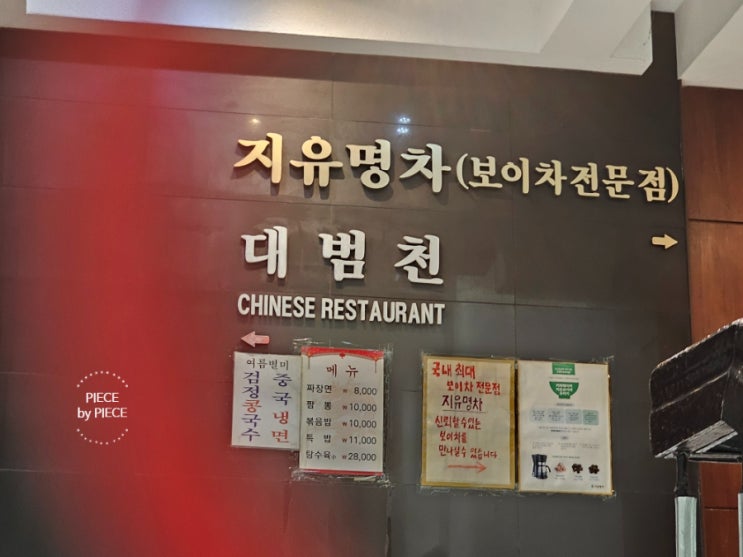 지유명차(보이차전문점)
대범천
CHINESE RESTAURANT
여름별미
중국냉면
검정콩국수
메뉴
짜장면 ₩ 8,000
짬뽕 ₩ 10,000
볶음밥 ₩ 10,000
특밥 ₩ 11,000
탕수육 ₩ 28,000
국내 최대
보이차 전문점
지유명차
신뢰할수있는
보이차를
만나실수 있습니다
PIECE
by PIECE